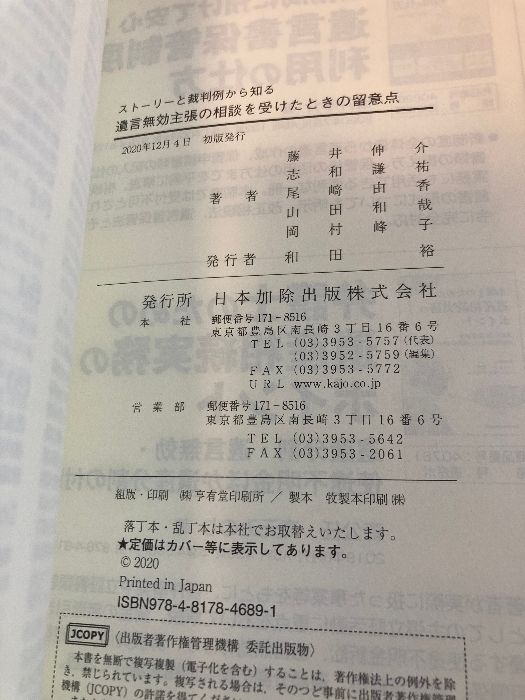 ストーリーと裁判例から知る
遺言無効主張の相談を受けたときの留意点
2020年12月4日 初版発行
著者 藤井伸介
志和謙祐
尾﨑由香
山田和哉
岡村峰子
発行者 和田裕
発行所 日本加除出版株式会社
本社 郵便番号171-8516
東京都豊島区南長崎3丁目16番6号
TEL (03)3953-5757(代表)
(03)3952-5759(編集)
FAX (03)3953-5772
URL www.kajo.co.jp
営業部 郵便番号171-8516
東京都豊島区南長崎3丁目16番6号
TEL (03)3953-5642
FAX (03)3953-2061
組版・印刷 ㈱亨有堂印刷所 / 製本 牧製本印刷㈱
落丁本・乱丁本は本社でお取替えいたします。
★定価はカバー等に表示してあります。
© 2020
Printed in Japan
ISBN978-4-8178-4689-1
JCOPY 〈出版者著作権管理機構 委託出版物〉
本書を無断で複写複製（電子化を含む）することは、著作権法上の例外を除
き、禁じられています。複写される場合は、そのつど事前に出版者著作権管理
機構（JCOPY）の許諾を得てくだ